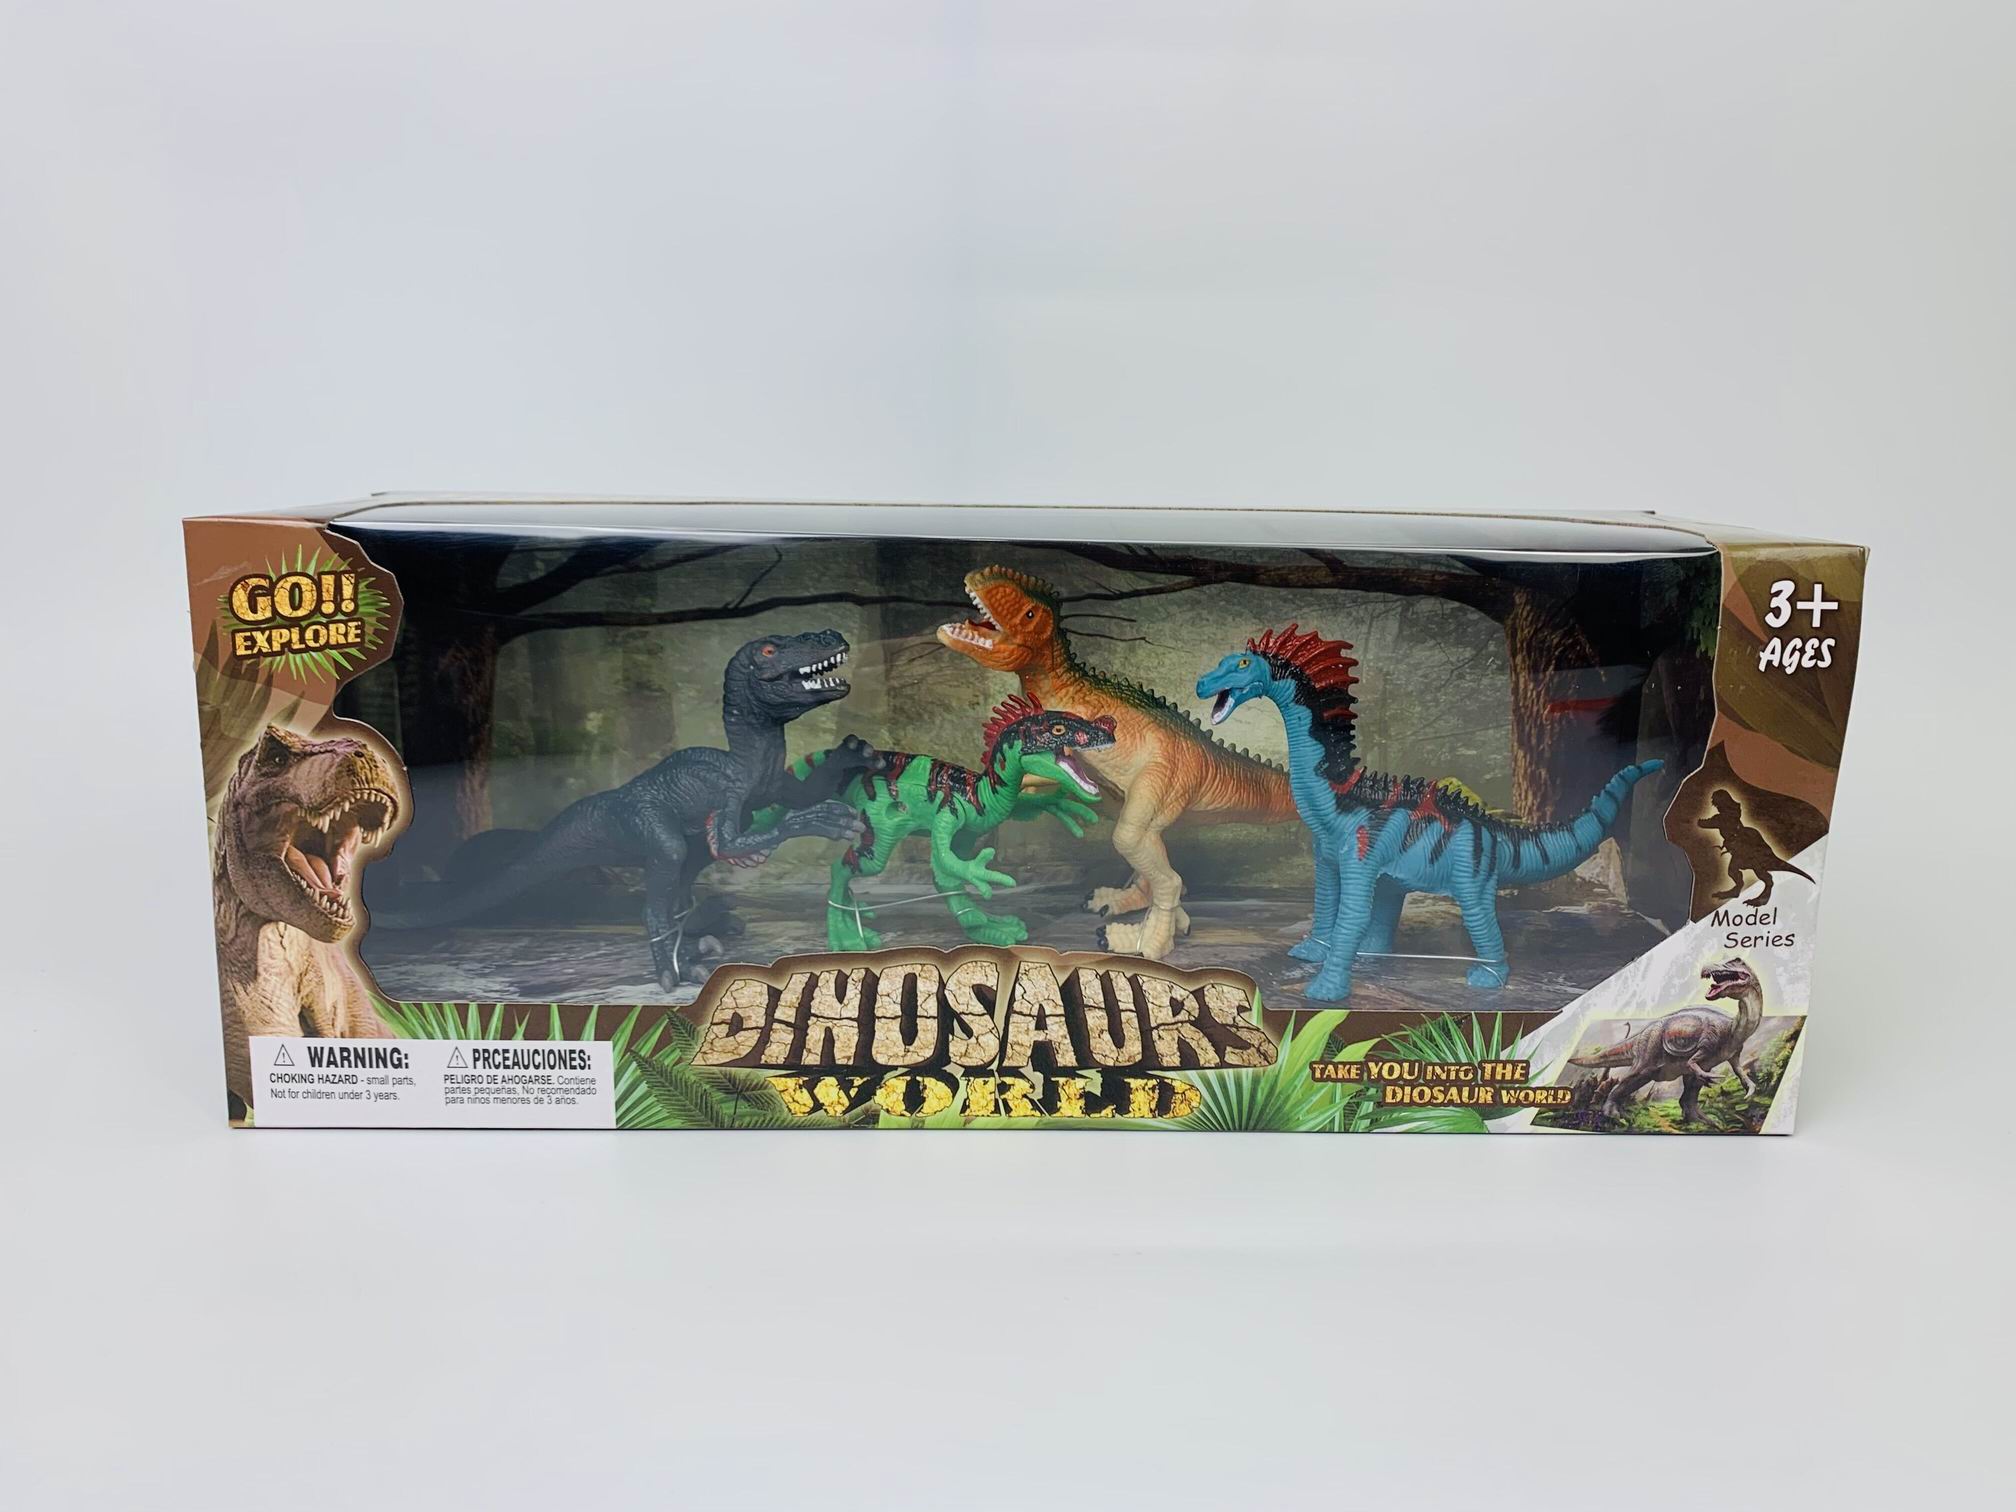 GO!!
EXPLORE
3+
AGES
Model
Series
DINOSAURS
WORLD
TAKE YOU INTO THE
DIOSAUR WORLD
WARNING:
CHOKING HAZARD - small parts,
Not for children under 3 years.
PRCEAUCIONES:
PELIGRO DE AHOGARSE. Contiene
partes pequeñas, No recomendado
para ninos menores de 3 años.